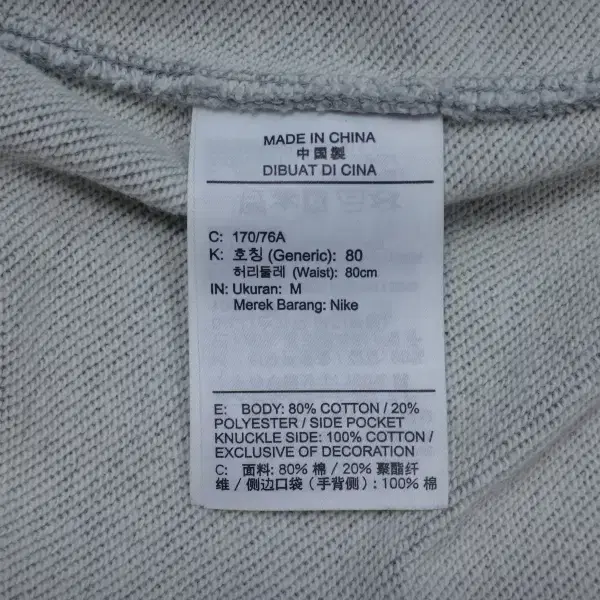 MADE IN CHINA
中国製
DIBUAT DI CINA
C: 170/76A
K: 호칭 (Generic): 80
허리둘레 (Waist): 80cm
IN: Ukuran: M
Merek Barang: Nike
E: BODY: 80% COTTON / 20%
POLYESTER / SIDE POCKET
KNUCKLE SIDE: 100% COTTON /
EXCLUSIVE OF DECORATION
C: 面料: 80% 棉 / 20% 聚酯纤
维 / 侧边口袋（手背侧）: 100% 棉